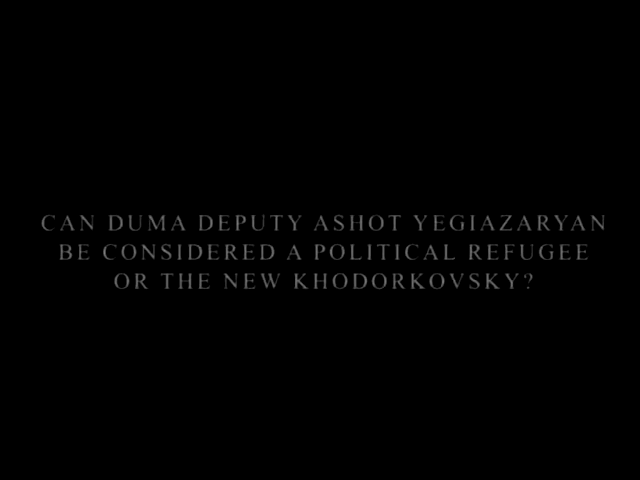 CAN DUMA DEPUTY ASHOT YEGIAZARYAN
BE CONSIDERED A POLITICAL REFUGEE
OR THE NEW KHODORKOVSKY?